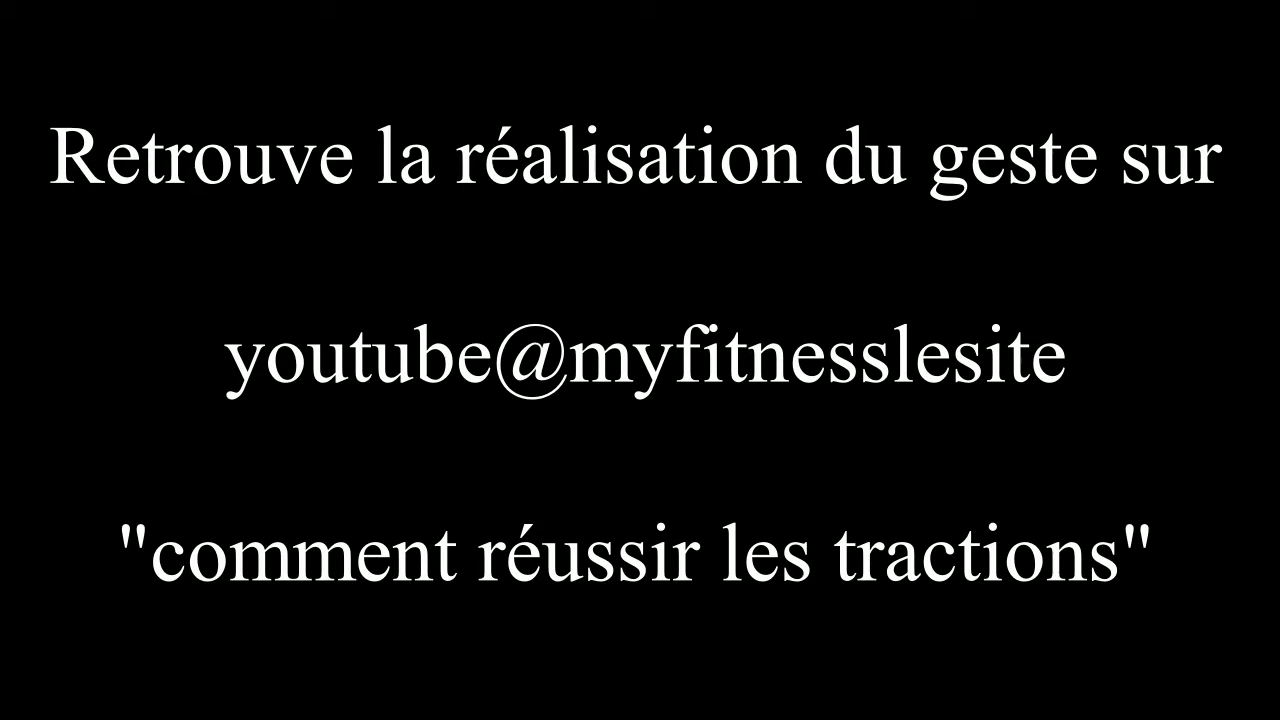 Retrouve la réalisation du geste sur
youtube@myfitnesslesite
"comment réussir les tractions"